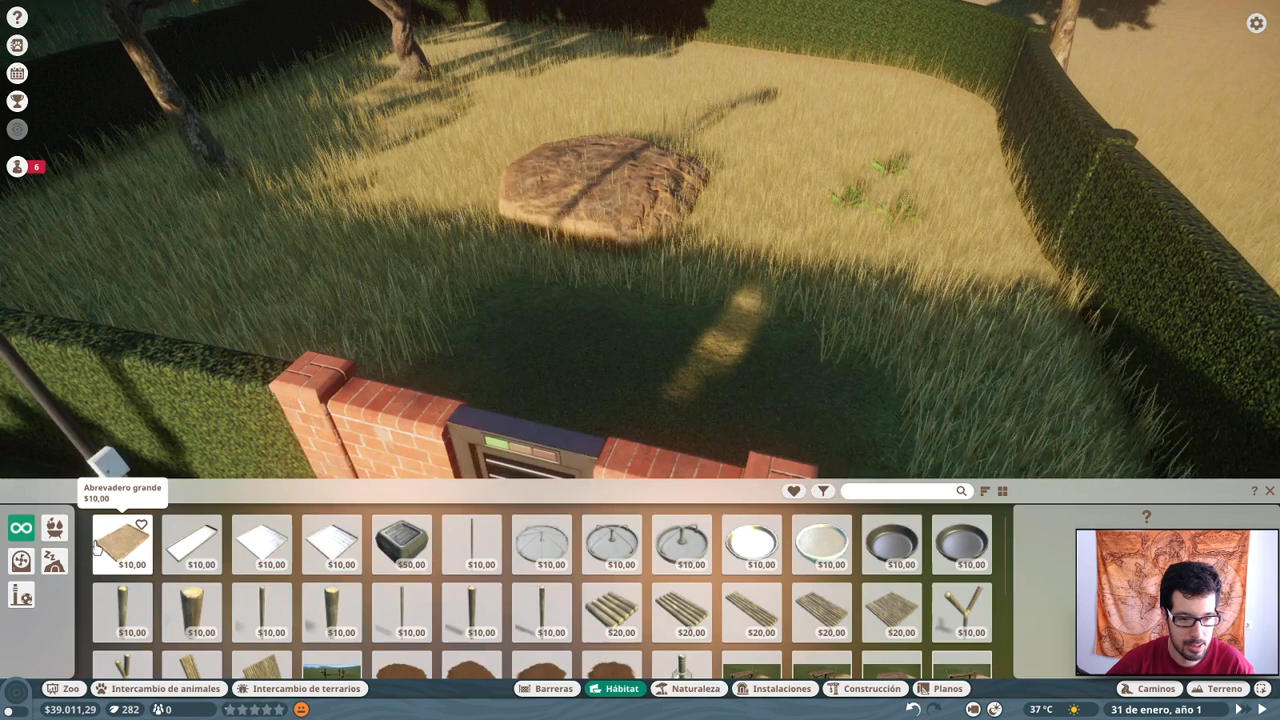 6
Abrevadero grande
$10,00
$10,00 $10,00 $10,00 $10,00 $50,00 $10,00 $10,00 $10,00 $10,00 $10,00 $10,00 $10,00 $10,00
$10,00 $10,00 $10,00 $10,00 $10,00 $10,00 $10,00 $20,00 $20,00 $20,00 $20,00 $20,00 $10,00
Zoo Intercambio de animales Intercambio de terrarios Barreras Hábitat Naturaleza Instalaciones Construcción Planos Caminos Terreno
$39.011,29 282 0 37 °C 31 de enero, año 1